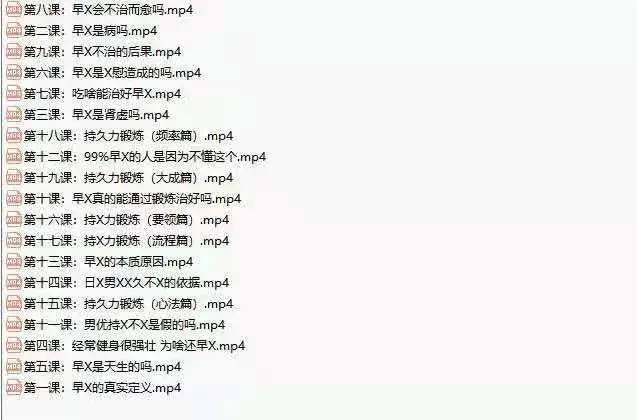 第八课：早X会不治而愈吗.mp4
第二课：早X是病吗.mp4
第九课：早X不治的后果.mp4
第六课：早X是X慰造成的吗.mp4
第七课：吃啥能治好早X.mp4
第三课：早X是肾虚吗.mp4
第十八课：持久力锻炼（频率篇）.mp4
第十二课：99%早X的人是因为不懂这个.mp4
第十九课：持久力锻炼（大成篇）.mp4
第十课：早X真的能通过锻炼治好吗.mp4
第十六课：持X力锻炼（要领篇）.mp4
第十七课：持X力锻炼（流程篇）.mp4
第十三课：早X的本质原因.mp4
第十四课：日X男XX久不X的依据.mp4
第十五课：持久力锻炼（心法篇）.mp4
第十一课：男优持X不X是假的吗.mp4
第四课：经常健身很强壮 为啥还早X.mp4
第五课：早X是天生的吗.mp4
第一课：早X的真实定义.mp4